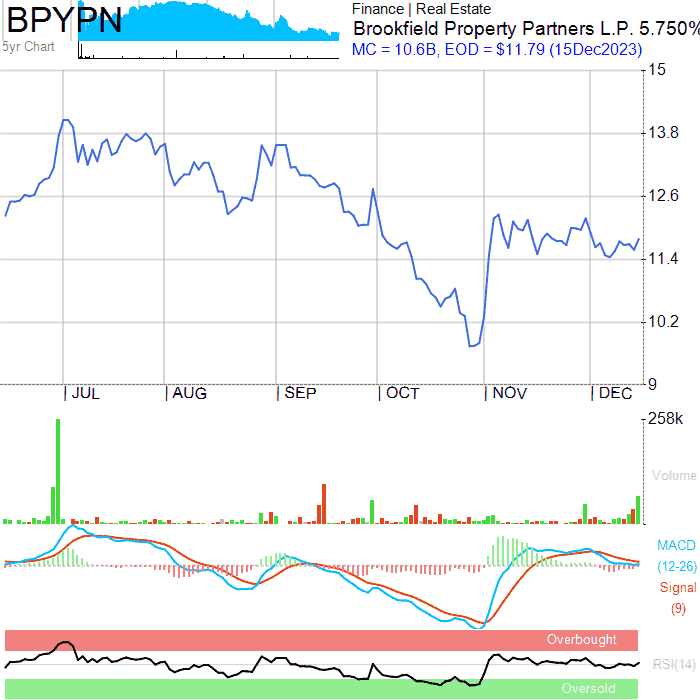 BPYPN
5yr Chart
Finance | Real Estate
Brookfield Property Partners L.P. 5.750%
MC = 10.6B, EOD = $11.79 (15Dec2023)
15
13.8
12.6
11.4
10.2
9
JUL AUG SEP OCT NOV DEC
258k
Volume
MACD
(12-26)
Signal
(9)
Overbought
RSI(14)
Oversold